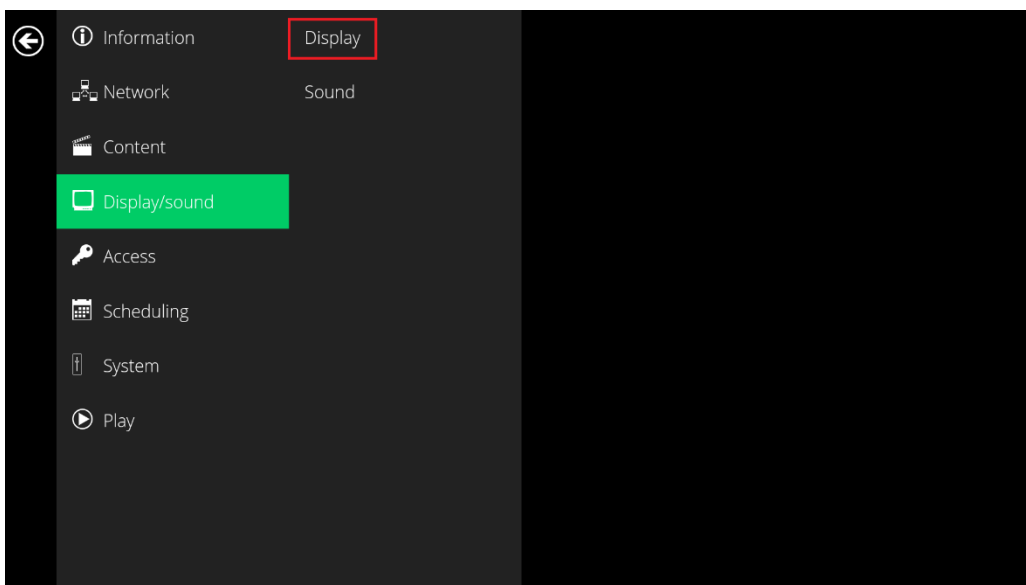 Information
Network
Content
Display/sound
Access
Scheduling
System
Play
Display
Sound